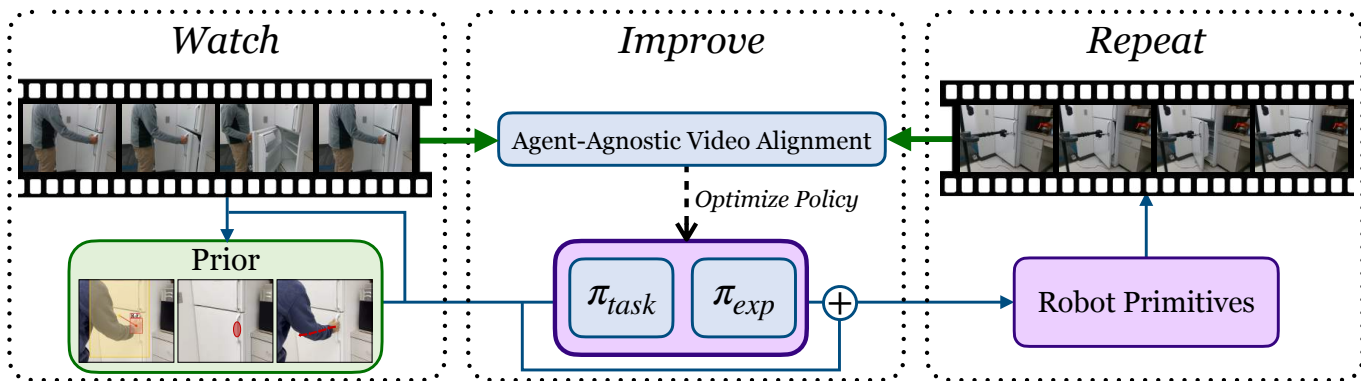 Watch
Improve
Repeat
Agent-Agnostic Video Alignment
Optimize Policy
Prior
π_task
π_exp
+
Robot Primitives